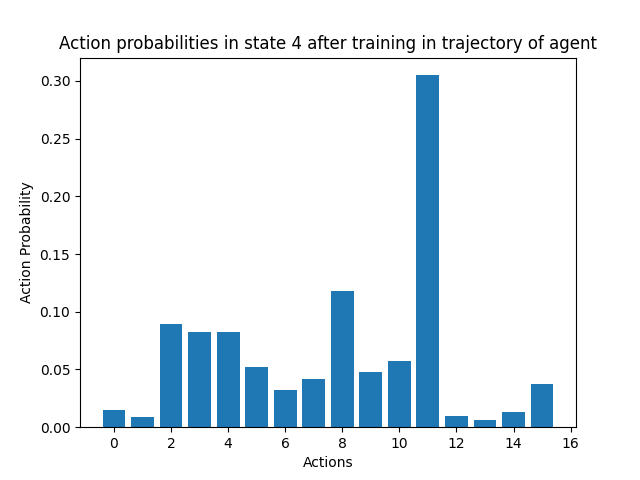 Action probabilities in state 4 after training in trajectory of agent
0.30
0.25
0.20
0.15
0.10
0.05
0.00
Action Probability
0 2 4 6 8 10 12 14 16
Actions